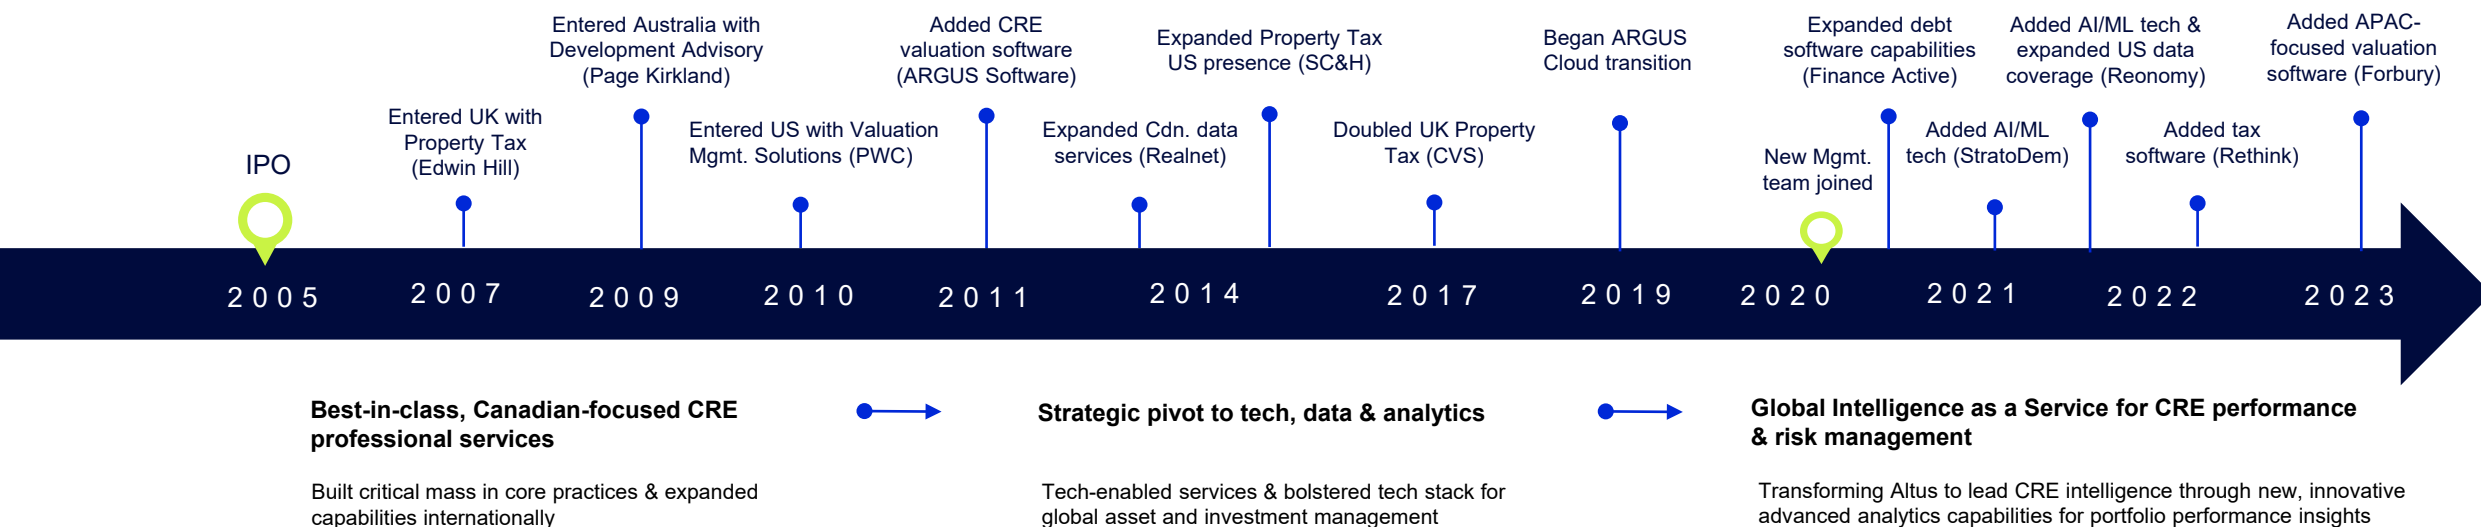 Entered Australia with
Development Advisory
(Page Kirkland)
Added CRE
valuation software
(ARGUS Software)
Expanded Property Tax
US presence (SC&H)
Began ARGUS
Cloud transition
Expanded debt
software capabilities
(Finance Active)
Added AI/ML tech &
expanded US data
coverage (Reonomy)
Added APAC-
focused valuation
software (Forbury)
IPO
Entered UK with
Property Tax
(Edwin Hill)
Entered US with Valuation
Mgmt. Solutions (PWC)
Expanded Cdn. data
services (Realnet)
Doubled UK Property
Tax (CVS)
New Mgmt.
team joined
Added AI/ML
tech (StratoDem)
Added tax
software (Rethink)
2005 2007 2009 2010 2011 2014 2017 2019 2020 2021 2022 2023
Best-in-class, Canadian-focused CRE
professional services
Built critical mass in core practices & expanded
capabilities internationally
Strategic pivot to tech, data & analytics
Tech-enabled services & bolstered tech stack for
global asset and investment management
Global Intelligence as a Service for CRE performance
& risk management
Transforming Altus to lead CRE intelligence through new, innovative
advanced analytics capabilities for portfolio performance insights